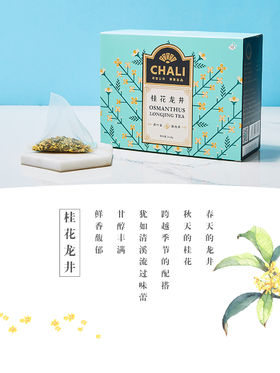 CHALI
桂花龙井
OSMANTHUS
LONGJING TEA
春天的龙井
秋天的桂花
跨越季节的配搭
犹如清溪流过味蕾
甘醇丰满
鲜香馥郁
桂花龙井